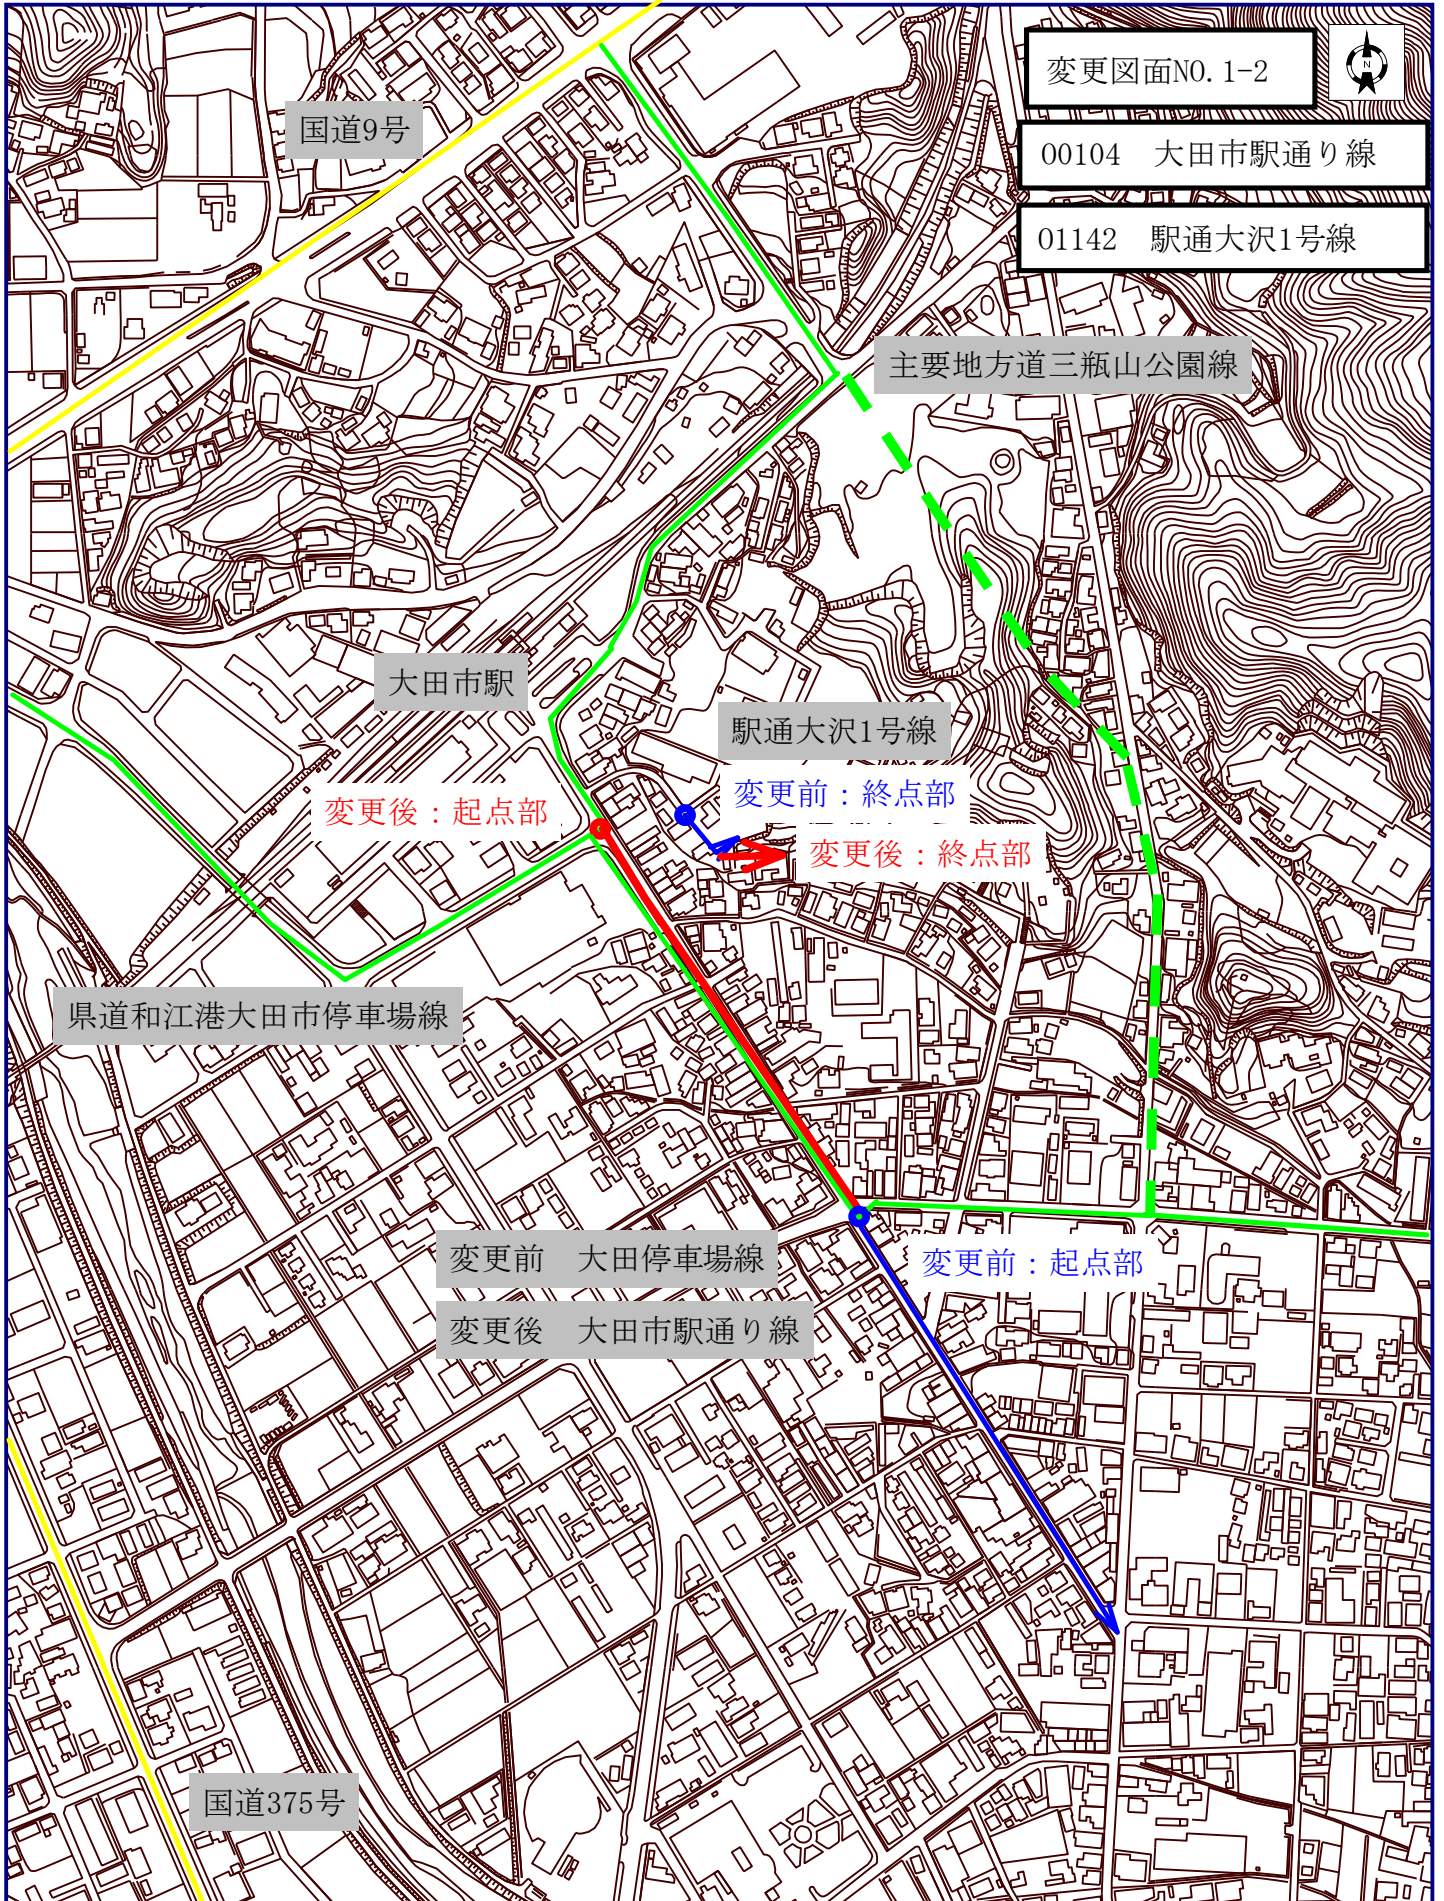 変更図面NO.1-2
N
00104　大田市駅通り線
01142　駅通大沢1号線
国道9号
主要地方道三瓶山公園線
大田市駅
駅通大沢1号線
変更前：終点部
変更後：起点部
変更後：終点部
県道和江港大田市停車場線
変更前　大田停車場線
変更前：起点部
変更後　大田市駅通り線
国道375号